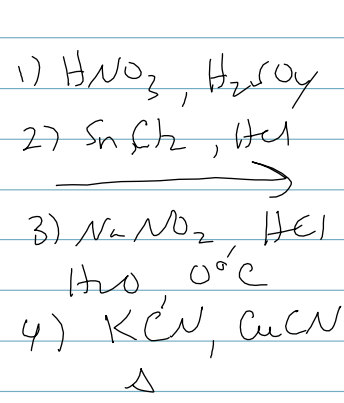 1) HNO3, H2SO4
2) SnCl2, HCl
3) NaNO2, HCl
H2O, 0°C
4) KCN, CuCN
Δ